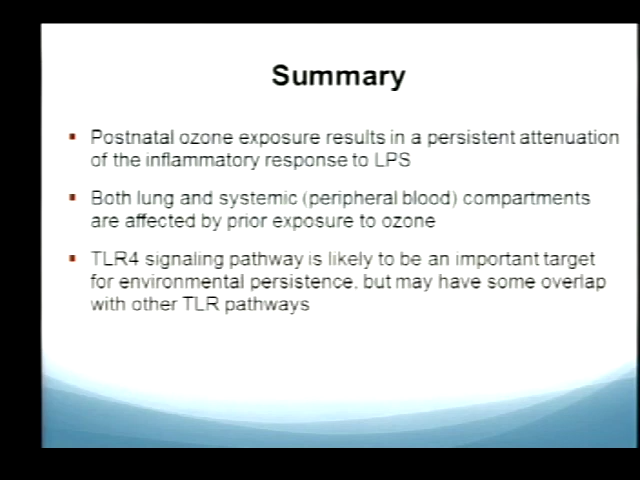 Summary
Postnatal ozone exposure results in a persistent attenuation
of the inflammatory response to LPS
Both lung and systemic (peripheral blood) compartments
are affected by prior exposure to ozone
TLR4 signaling pathway is likely to be an important target
for environmental persistence, but may have some overlap
with other TLR pathways